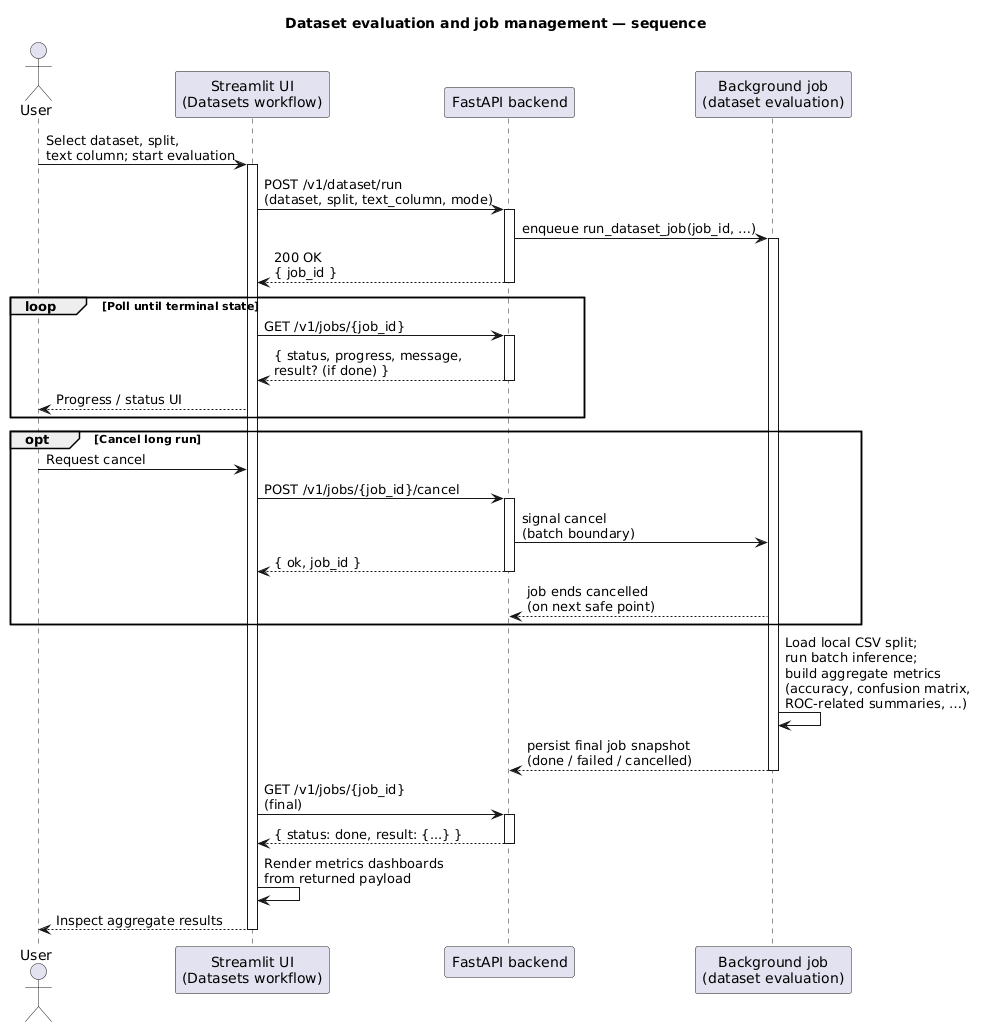 Dataset evaluation and job management — sequence
User
Streamlit UI
(Datasets workflow)
FastAPI backend
Background job
(dataset evaluation)
Select dataset, split,
text column; start evaluation
POST /v1/dataset/run
(dataset, split, text_column, mode)
enqueue run_dataset_job(job_id, ...)
200 OK
{ job_id }
loop
[Poll until terminal state]
GET /v1/jobs/{job_id}
{ status, progress, message,
result? (if done) }
Progress / status UI
opt
[Cancel long run]
Request cancel
POST /v1/jobs/{job_id}/cancel
signal cancel
(batch boundary)
{ ok, job_id }
job ends cancelled
(on next safe point)
Load local CSV split;
run batch inference;
build aggregate metrics
(accuracy, confusion matrix,
ROC-related summaries, ...)
persist final job snapshot
(done / failed / cancelled)
GET /v1/jobs/{job_id}
(final)
{ status: done, result: {...} }
Render metrics dashboards
from returned payload
Inspect aggregate results
User
Streamlit UI
(Datasets workflow)
FastAPI backend
Background job
(dataset evaluation)